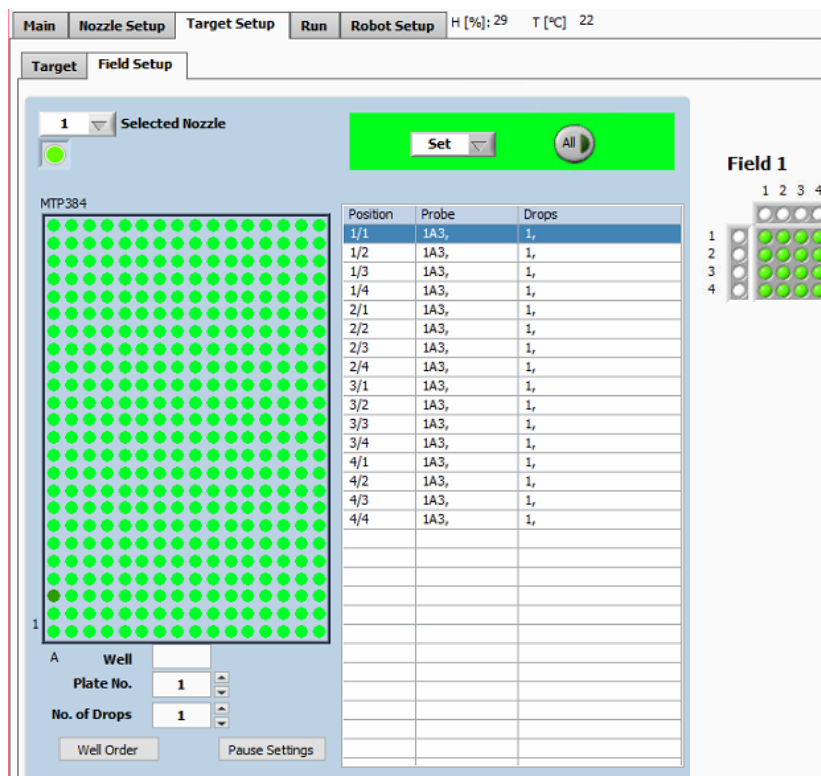 Main Nozzle Setup Target Setup Run Robot Setup H [%]: 29 T [°C] 22
Target Field Setup
1 Selected Nozzle
Set All
Field 1
MTP384
1 2 3 4
Position Probe Drops
1/1 1A3, 1,
1/2 1A3, 1,
1/3 1A3, 1,
1/4 1A3, 1,
2/1 1A3, 1,
2/2 1A3, 1,
2/3 1A3, 1,
2/4 1A3, 1,
3/1 1A3, 1,
3/2 1A3, 1,
3/3 1A3, 1,
3/4 1A3, 1,
4/1 1A3, 1,
4/2 1A3, 1,
4/3 1A3, 1,
4/4 1A3, 1,
1
2
3
4
1
A Well
Plate No. 1
No. of Drops 1
Well Order Pause Settings